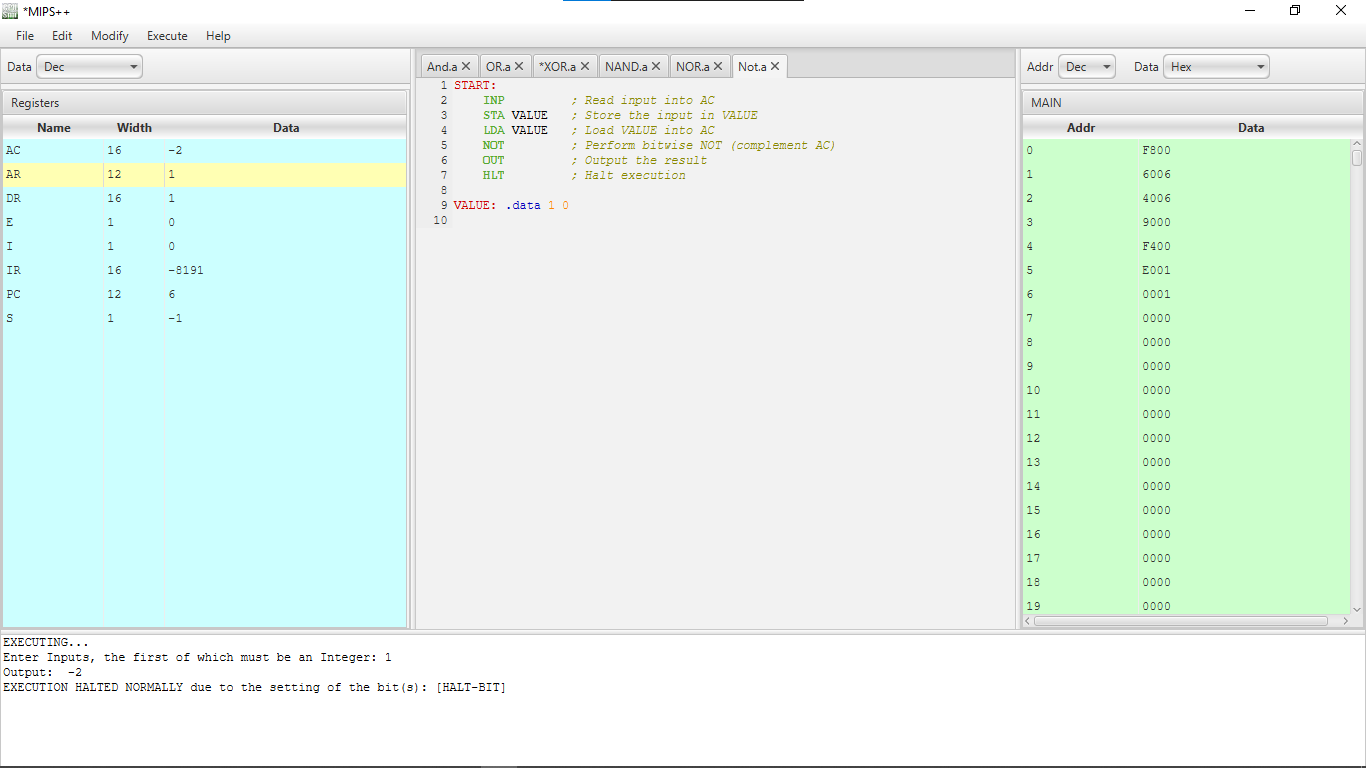 *MIPS++
File Edit Modify Execute Help
Data Dec
Registers
Name Width Data
AC 16 -2
AR 12 1
DR 16 1
E 1 0
I 1 0
IR 16 -8191
PC 12 6
S 1 -1
And.a OR.a *XOR.a NAND.a NOR.a Not.a
1 START:
2 INP ; Read input into AC
3 STA VALUE ; Store the input in VALUE
4 LDA VALUE ; Load VALUE into AC
5 NOT ; Perform bitwise NOT (complement AC)
6 OUT ; Output the result
7 HLT ; Halt execution
8
9 VALUE: .data 1 0
10
Addr Dec Data Hex
MAIN
Addr Data
0 F800
1 6006
2 4006
3 9000
4 F400
5 E001
6 0001
7 0000
8 0000
9 0000
10 0000
11 0000
12 0000
13 0000
14 0000
15 0000
16 0000
17 0000
18 0000
19 0000
EXECUTING...
Enter Inputs, the first of which must be an Integer: 1
Output: -2
EXECUTION HALTED NORMALLY due to the setting of the bit(s): [HALT-BIT]